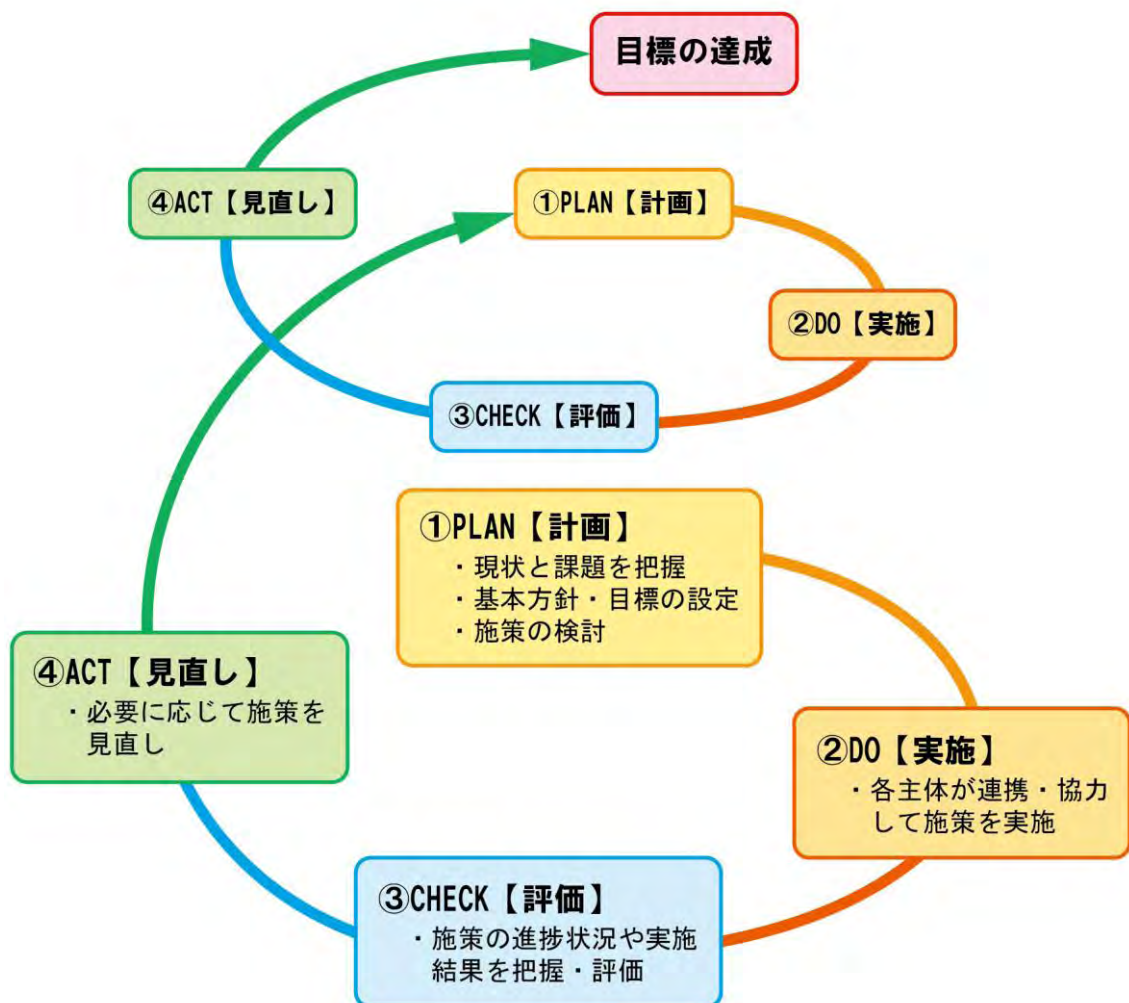 目標の達成
④ACT【見直し】
①PLAN【計画】
②DO【実施】
③CHECK【評価】
①PLAN【計画】
・現状と課題を把握
・基本方針・目標の設定
・施策の検討
④ACT【見直し】
・必要に応じて施策を
見直し
②DO【実施】
・各主体が連携・協力
して施策を実施
③CHECK【評価】
・施策の進捗状況や実施
結果を把握・評価